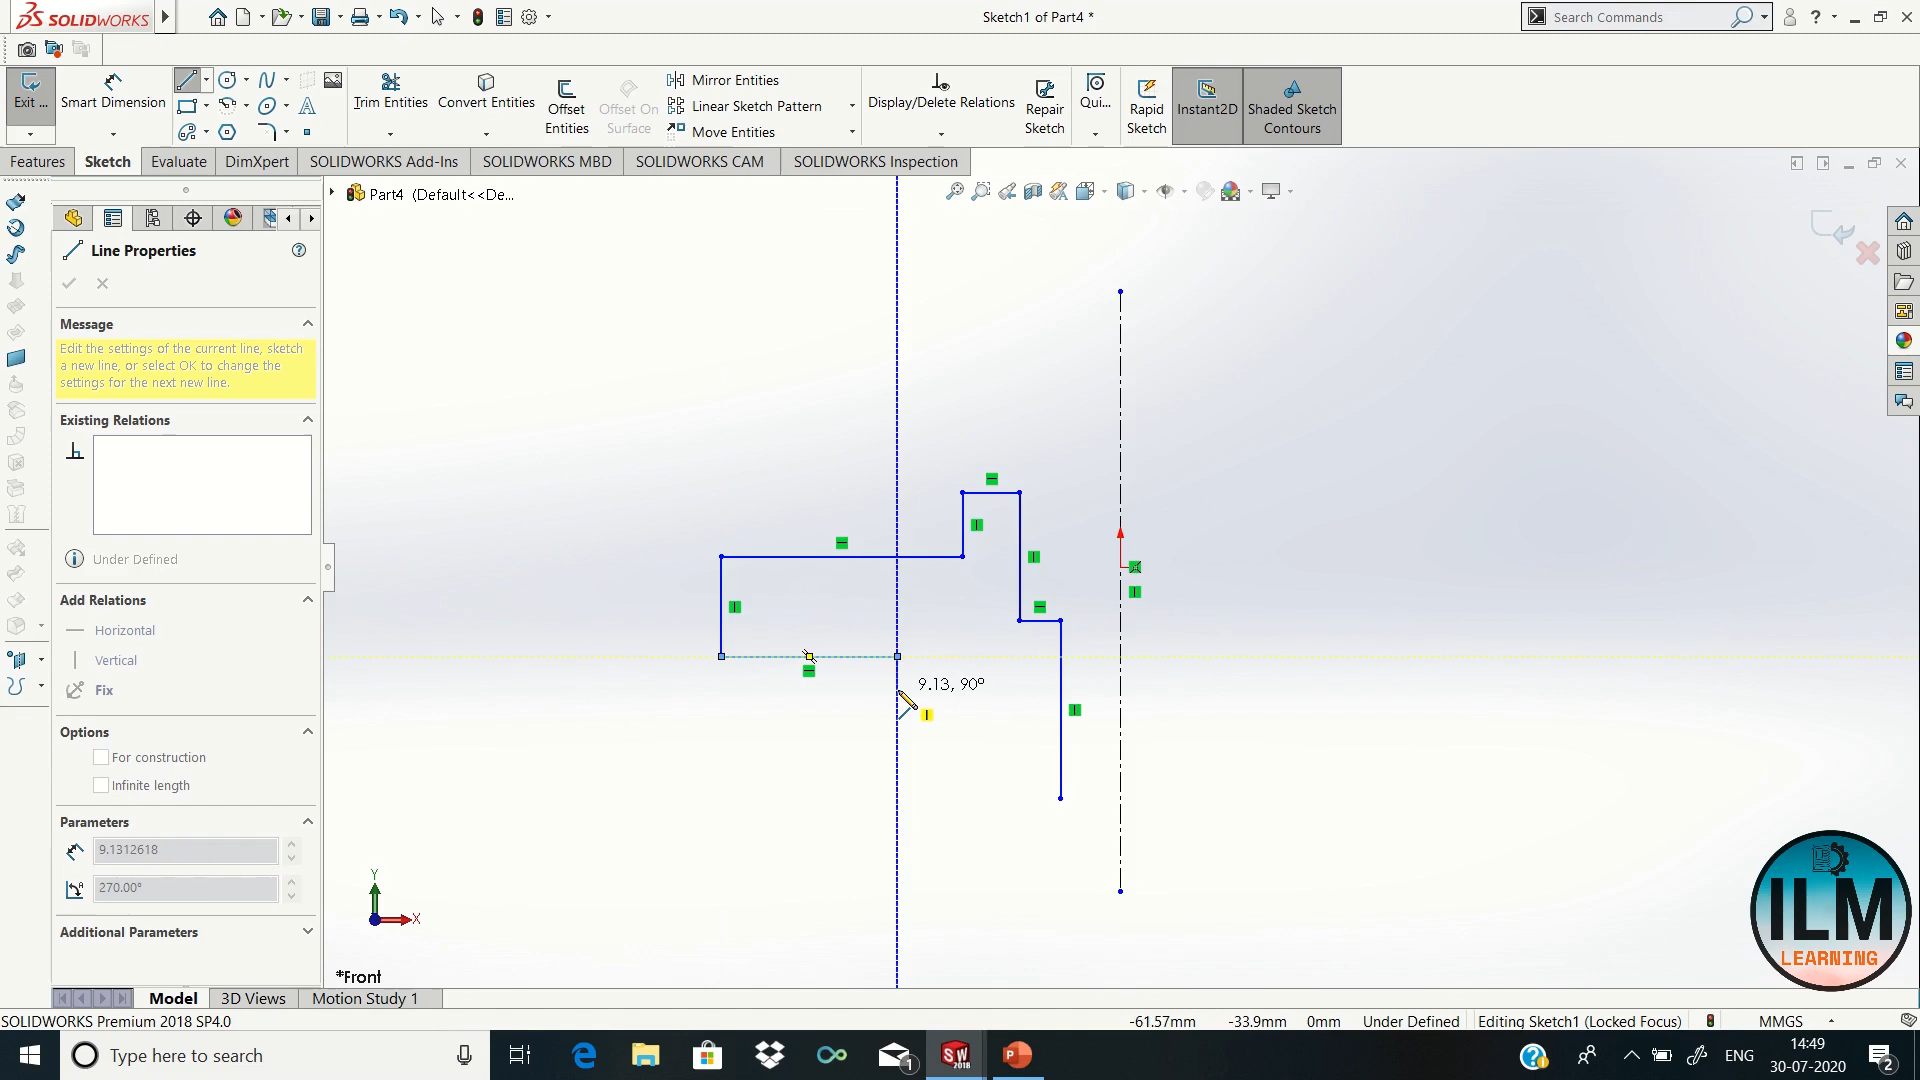 SOLIDWORKS
Sketch1 of Part4 *
Search Commands
?
Exit ...
Smart Dimension
Trim Entities
Convert Entities
Offset
Entities
Offset On
Surface
Mirror Entities
Linear Sketch Pattern
Move Entities
Display/Delete Relations
Repair
Sketch
Qui...
Rapid
Sketch
Instant2D
Shaded Sketch
Contours
Features
Sketch
Evaluate
DimXpert
SOLIDWORKS Add-Ins
SOLIDWORKS MBD
SOLIDWORKS CAM
SOLIDWORKS Inspection
Part4 (Default<<De...
Line Properties
Message
Edit the settings of the current line, sketch
a new line, or select OK to change the
settings for the next new line.
Existing Relations
Under Defined
Add Relations
Horizontal
Vertical
Fix
Options
For construction
Infinite length
Parameters
9.1312618
270.00°
Additional Parameters
9.13, 90°
Y
X
*Front
ILM
LEARNING
Model
3D Views
Motion Study 1
SOLIDWORKS Premium 2018 SP4.0
-61.57mm
-33.9mm
0mm
Under Defined
Editing Sketch1 (Locked Focus)
MMGS
Type here to search
1
SW
2018
P
ENG
14:49
30-07-2020
2